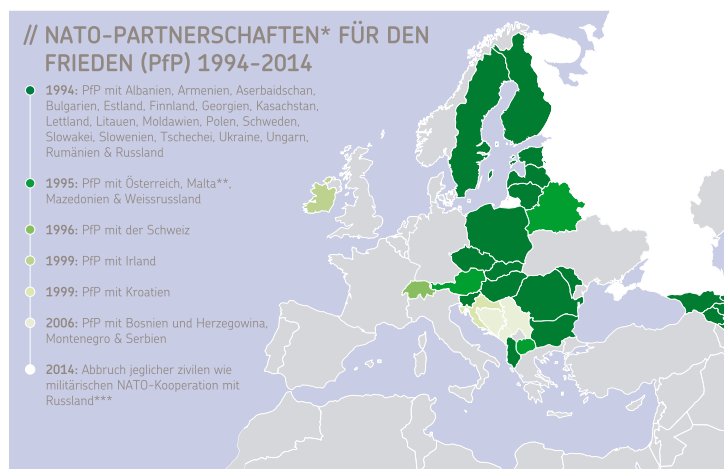 // NATO-PARTNERSCHAFTEN* FÜR DEN
FRIEDEN (PfP) 1994-2014
1994: PfP mit Albanien, Armenien, Aserbaidschan,
Bulgarien, Estland, Finnland, Georgien, Kasachstan,
Lettland, Litauen, Moldawien, Polen, Schweden,
Slowakei, Slowenien, Tschechei, Ukraine, Ungarn,
Rumänien & Russland
1995: PfP mit Österreich, Malta**,
Mazedonien & Weissrussland
1996: PfP mit der Schweiz
1999: PfP mit Irland
1999: PfP mit Kroatien
2006: PfP mit Bosnien und Herzegowina,
Montenegro & Serbien
2014: Abbruch jeglicher zivilen wie
militärischen NATO-Kooperation mit
Russland***